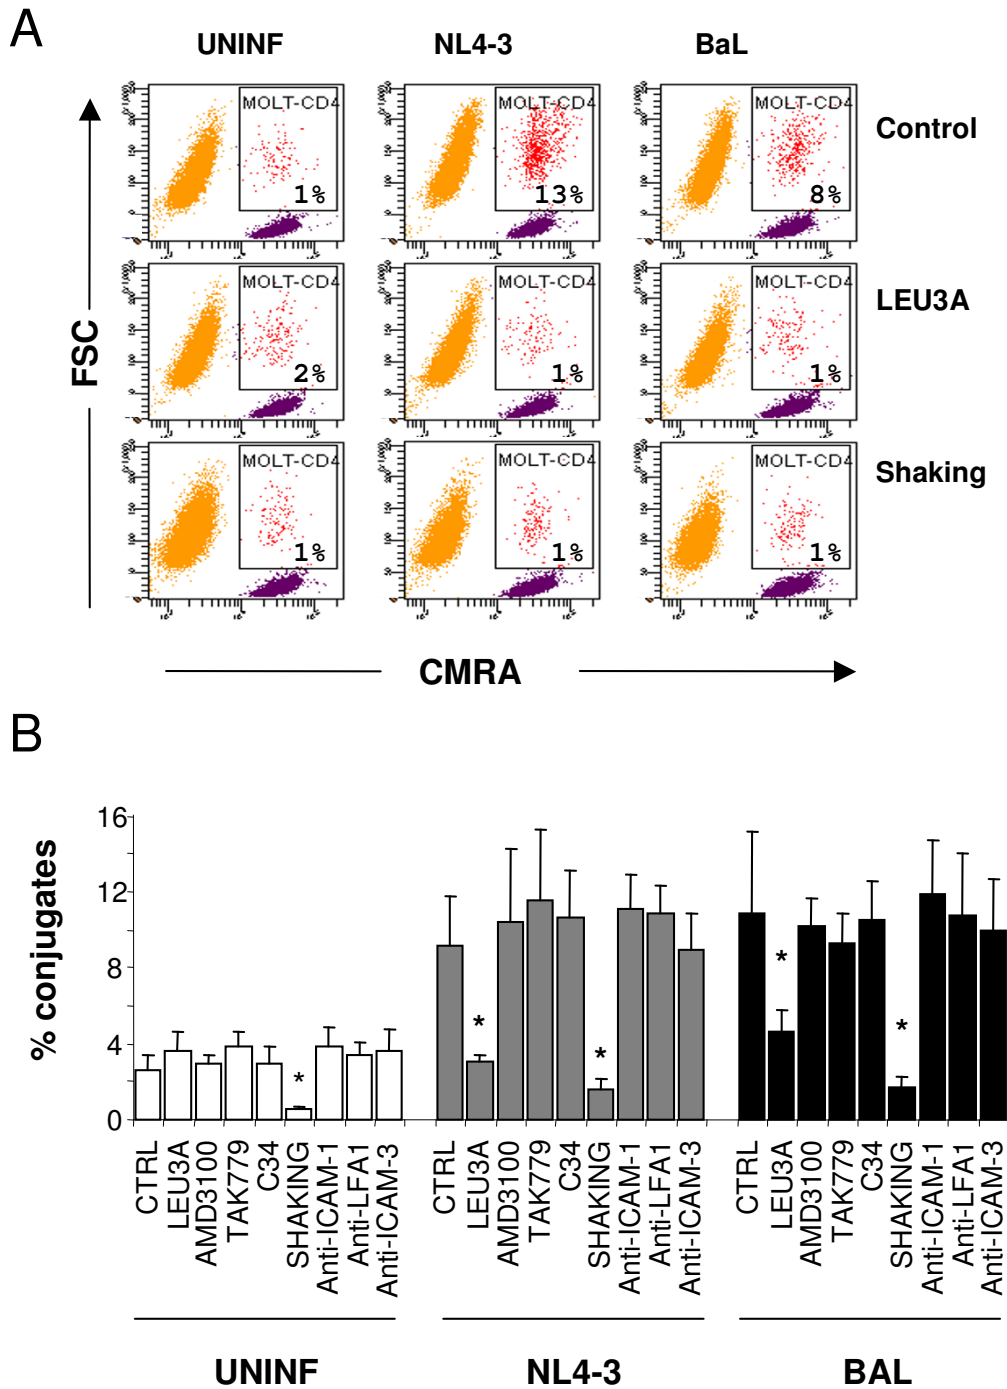 A
UNINF NL4-3 BaL
MOLT-CD4 MOLT-CD4 MOLT-CD4 Control
1% 13% 8%
MOLT-CD4 MOLT-CD4 MOLT-CD4 LEU3A
2% 1% 1%
MOLT-CD4 MOLT-CD4 MOLT-CD4 Shaking
1% 1% 1%
FSC
CMRA
B
% conjugates
16
12
8
4
0
* * * * *
CTRL LEU3A AMD3100 TAK779 C34 SHAKING Anti-ICAM-1 Anti-LFA1 Anti-ICAM-3
CTRL LEU3A AMD3100 TAK779 C34 SHAKING Anti-ICAM-1 Anti-LFA1 Anti-ICAM-3
CTRL LEU3A AMD3100 TAK779 C34 SHAKING Anti-ICAM-1 Anti-LFA1 Anti-ICAM-3
UNINF NL4-3 BAL